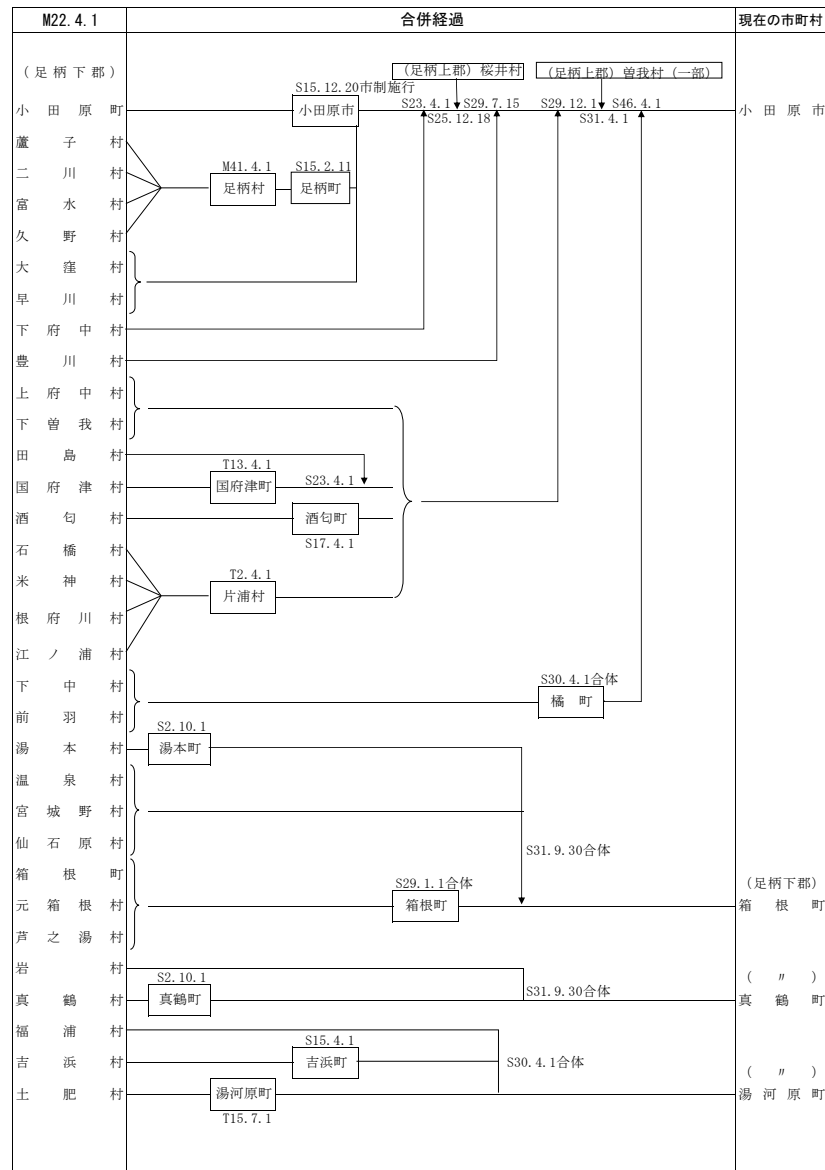 M22.4.1 合併経過 現在の市町村
(足柄下郡) (足柄上郡) 桜井村 (足柄上郡) 曽我村 (一部)
S15.12.20市制施行
小田原町 小田原市 S23.4.1 S29.7.15 S29.12.1 S46.4.1 小田原市
S25.12.18 S31.4.1
蘆子村
M41.4.1 S15.2.11
二川村
足柄村 足柄町
富水村
久野村
大窪村
早川村
下府中村
豊川村
上府中村
下曽我村
田島村
T13.4.1 S23.4.1
国府津村 国府津町
酒匂村 酒匂町
S17.4.1
石橋村
米神村 T2.4.1
片浦村
根府川村
江ノ浦村
下中村 S30.4.1合体
橘町
前羽村
S2.10.1
湯本村 湯本町
温泉村
宮城野村
仙石原村 S31.9.30合体
箱根町 S29.1.1合体 (足柄下郡)
元箱根村 箱根町 箱根町
芦之湯村
岩村
S2.10.1 S31.9.30合体 (〃)
真鶴村 真鶴町 真鶴町
福浦村
S15.4.1
吉浜村 吉浜町 S30.4.1合体 (〃)
土肥村 湯河原町 湯河原町
T15.7.1